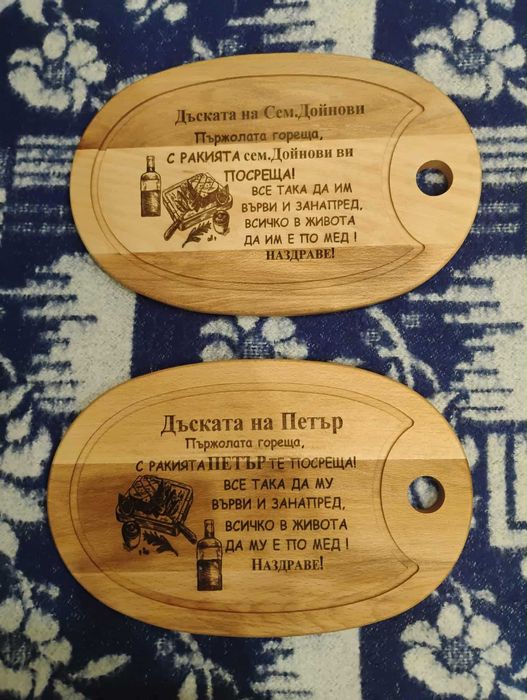 Дъската на Сем.Дойнови
Пържолата гореща,
С РАКИЯТА сем.Дойнови ви
ПОСРЕЩА!
ВСЕ ТАКА ДА ИМ
ВЪРВИ И ЗАНАПРЕД,
ВСИЧКО В ЖИВОТА
ДА ИМ Е ПО МЕД !
НАЗДРАВЕ!
Дъската на Петър
Пържолата гореща,
С РАКИЯТА ПЕТЪР ТЕ ПОСРЕЩА!
ВСЕ ТАКА ДА МУ
ВЪРВИ И ЗАНАПРЕД,
ВСИЧКО В ЖИВОТА
ДА МУ Е ПО МЕД !
НАЗДРАВЕ!